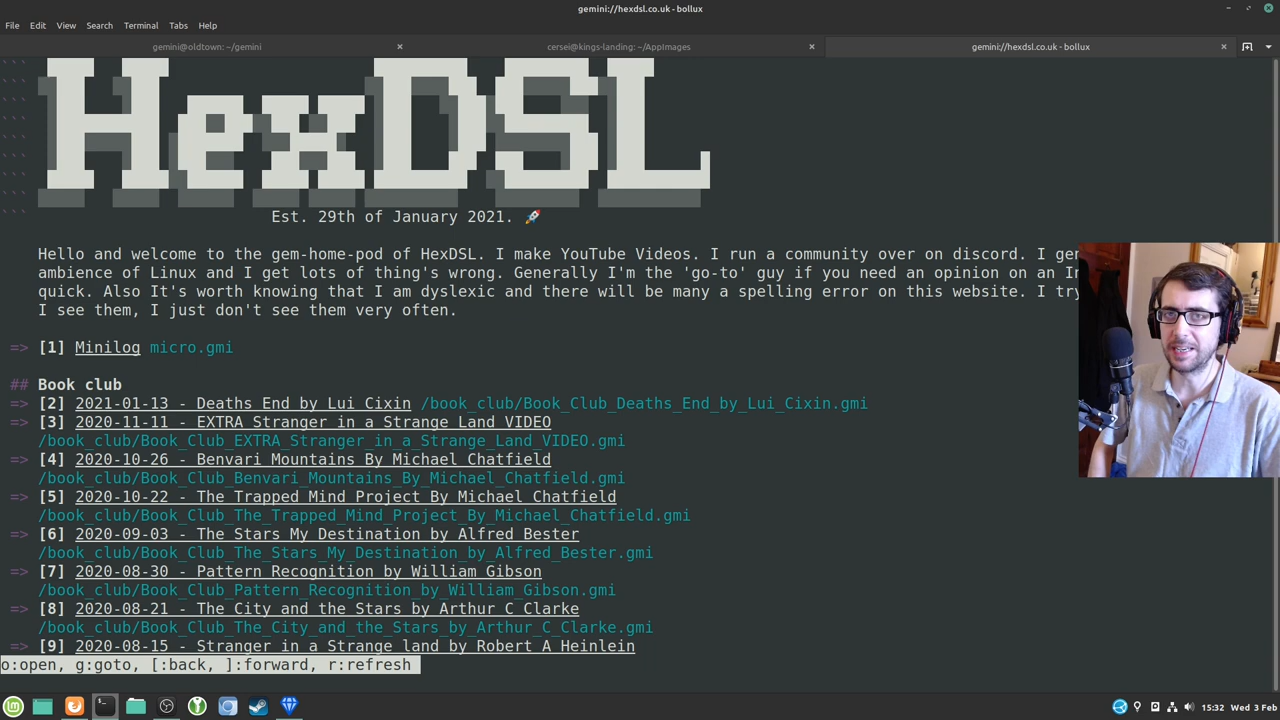 gemini://hexdsl.co.uk - bollux
File Edit View Search Terminal Tabs Help
gemini@oldtown: ~/gemini
cersei@kings-landing: ~/AppImages
gemini://hexdsl.co.uk - bollux
HexDSL
Est. 29th of January 2021. 🚀
Hello and welcome to the gem-home-pod of HexDSL. I make YouTube Videos. I run a community over on discord. I
ambience of Linux and I get lots of thing's wrong. Generally I'm the 'go-to' guy if you need an opinion on an
quick. Also It's worth knowing that I am dyslexic and there will be many a spelling error on this website. I try
I see them, I just don't see them very often.
=> [1] Minilog micro.gmi
## Book club
=> [2] 2021-01-13 - Deaths End by Lui Cixin /book_club/Book_Club_Deaths_End_by_Lui_Cixin.gmi
=> [3] 2020-11-11 - EXTRA Stranger in a Strange Land VIDEO
/book_club/Book_Club_EXTRA_Stranger_in_a_Strange_Land_VIDEO.gmi
=> [4] 2020-10-26 - Benvari Mountains By Michael Chatfield
/book_club/Book_Club_Benvari_Mountains_By_Michael_Chatfield.gmi
=> [5] 2020-10-22 - The Trapped Mind Project By Michael Chatfield
/book_club/Book_Club_The_Trapped_Mind_Project_By_Michael_Chatfield.gmi
=> [6] 2020-09-03 - The Stars My Destination by Alfred Bester
/book_club/Book_Club_The_Stars_My_Destination_by_Alfred_Bester.gmi
=> [7] 2020-08-30 - Pattern Recognition by William Gibson
/book_club/Book_Club_Pattern_Recognition_by_William_Gibson.gmi
=> [8] 2020-08-21 - The City and the Stars by Arthur C Clarke
/book_club/Book_Club_The_City_and_the_Stars_by_Arthur_C_Clarke.gmi
=> [9] 2020-08-15 - Stranger in a Strange land by Robert A Heinlein
o:open, g:goto, [:back, ]:forward, r:refresh
15:32 Wed 3 Feb